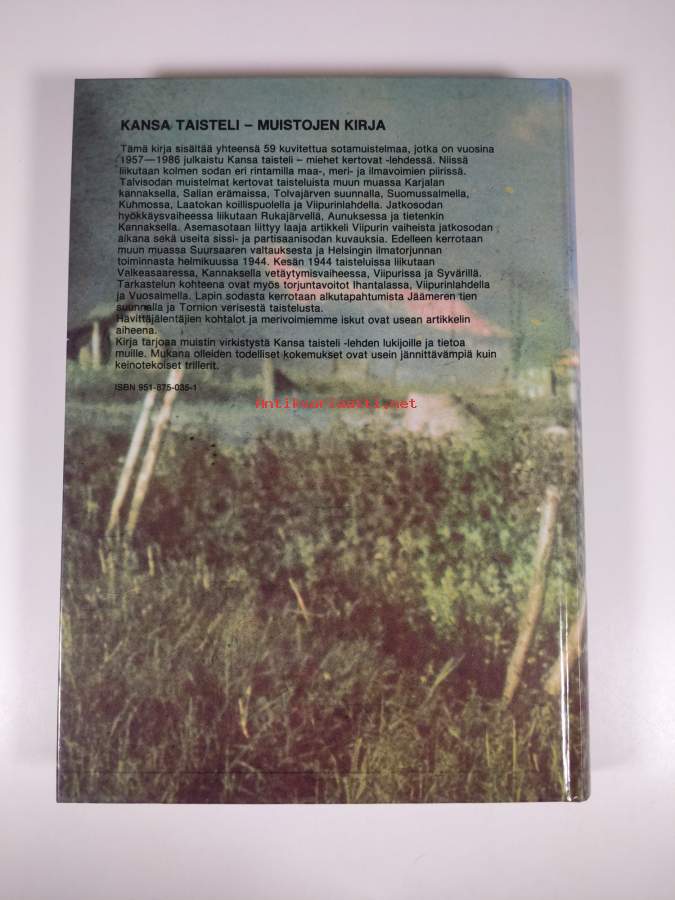 KANSA TAISTELI – MUISTOJEN KIRJA
Tämä kirja sisältää yhteensä 59 kuvitettua sotamuistelmaa, jotka on vuosina
1957—1986 julkaistu Kansa taisteli – miehet kertovat -lehdessä. Niissä
liikutaan kolmen sodan eri rintamilla maa-, meri- ja ilmavoimien piirissä.
Talvisodan muistelmat kertovat taisteluista muun muassa Karjalan
kannaksella, Sallan erämaissa, Tolvajärven suunnalla, Suomussalmella,
Kuhmossa, Laatokan koillispuolella ja Viipurinlahdella. Jatkosodan
hyökkäysvaiheessa liikutaan Rukajärvellä, Aunuksessa ja tietenkin
Kannaksella. Asemasotaan liittyy laaja artikkeli Viipurin vaiheista jatkosodan
aikana sekä useita sissi- ja partisaanisodan kuvauksia. Edelleen kerrotaan
muun muassa Suursaaren valtauksesta ja Helsingin ilmatorjunnan
toiminnasta helmikuussa 1944. Kesän 1944 taisteluissa liikutaan
Valkeasaaressa, Kannaksella vetäytymisvaiheessa, Viipurissa ja Syvärillä.
Tarkastelun kohteena ovat myös torjuntavoitot Ihantalassa, Viipurinlahdella
ja Vuosalmella. Lapin sodasta kerrotaan alkutapahtumista Jäämeren tien
suunnalla ja Tornion verisestä taistelusta.
Hävittäjälentäjien kohtalot ja merivoimiemme iskut ovat usean artikkelin
aiheena.
Kirja tarjoaa muistin virkistystä Kansa taisteli -lehden lukijoille ja tietoa
muille. Mukana olleiden todelliset kokemukset ovat usein jännittävämpiä kuin
keinotekoiset trillerit.
ISBN 951-875-035-1
Antikvariaatti.net